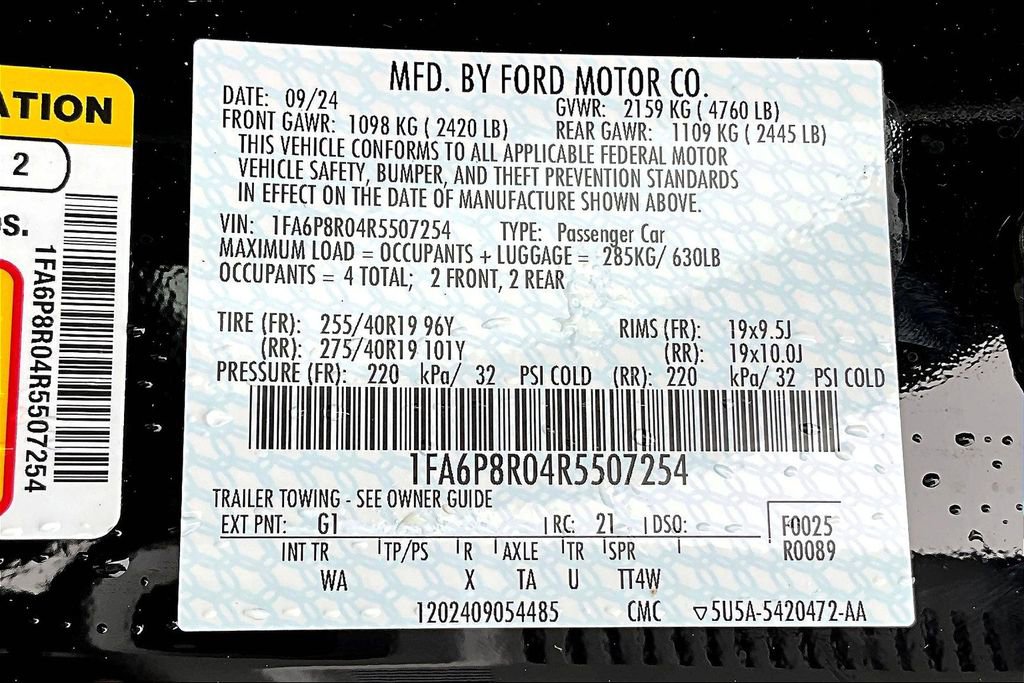 ATION
2
s.
1FA6P8R04R5507254
MFD. BY FORD MOTOR CO.
DATE: 09/24 GVWR: 2159 KG ( 4760 LB)
FRONT GAWR: 1098 KG ( 2420 LB) REAR GAWR: 1109 KG ( 2445 LB)
THIS VEHICLE CONFORMS TO ALL APPLICABLE FEDERAL MOTOR
VEHICLE SAFETY, BUMPER, AND THEFT PREVENTION STANDARDS
IN EFFECT ON THE DATE OF MANUFACTURE SHOWN ABOVE.
VIN: 1FA6P8R04R5507254 TYPE: Passenger Car
MAXIMUM LOAD = OCCUPANTS + LUGGAGE = 285KG/ 630LB
OCCUPANTS = 4 TOTAL; 2 FRONT, 2 REAR
TIRE (FR): 255/40R19 96Y RIMS (FR): 19x9.5J
(RR): 275/40R19 101Y (RR): 19x10.0J
PRESSURE (FR): 220 kPa/ 32 PSI COLD (RR): 220 kPa/ 32 PSI COLD
1FA6P8R04R5507254
TRAILER TOWING - SEE OWNER GUIDE
EXT PNT: G1 RC: 21 DSO: F0025
INT TR TP/PS R AXLE TR SPR R0089
WA X TA U TT4W
1202409054485 CMC ▽5U5A-5420472-AA